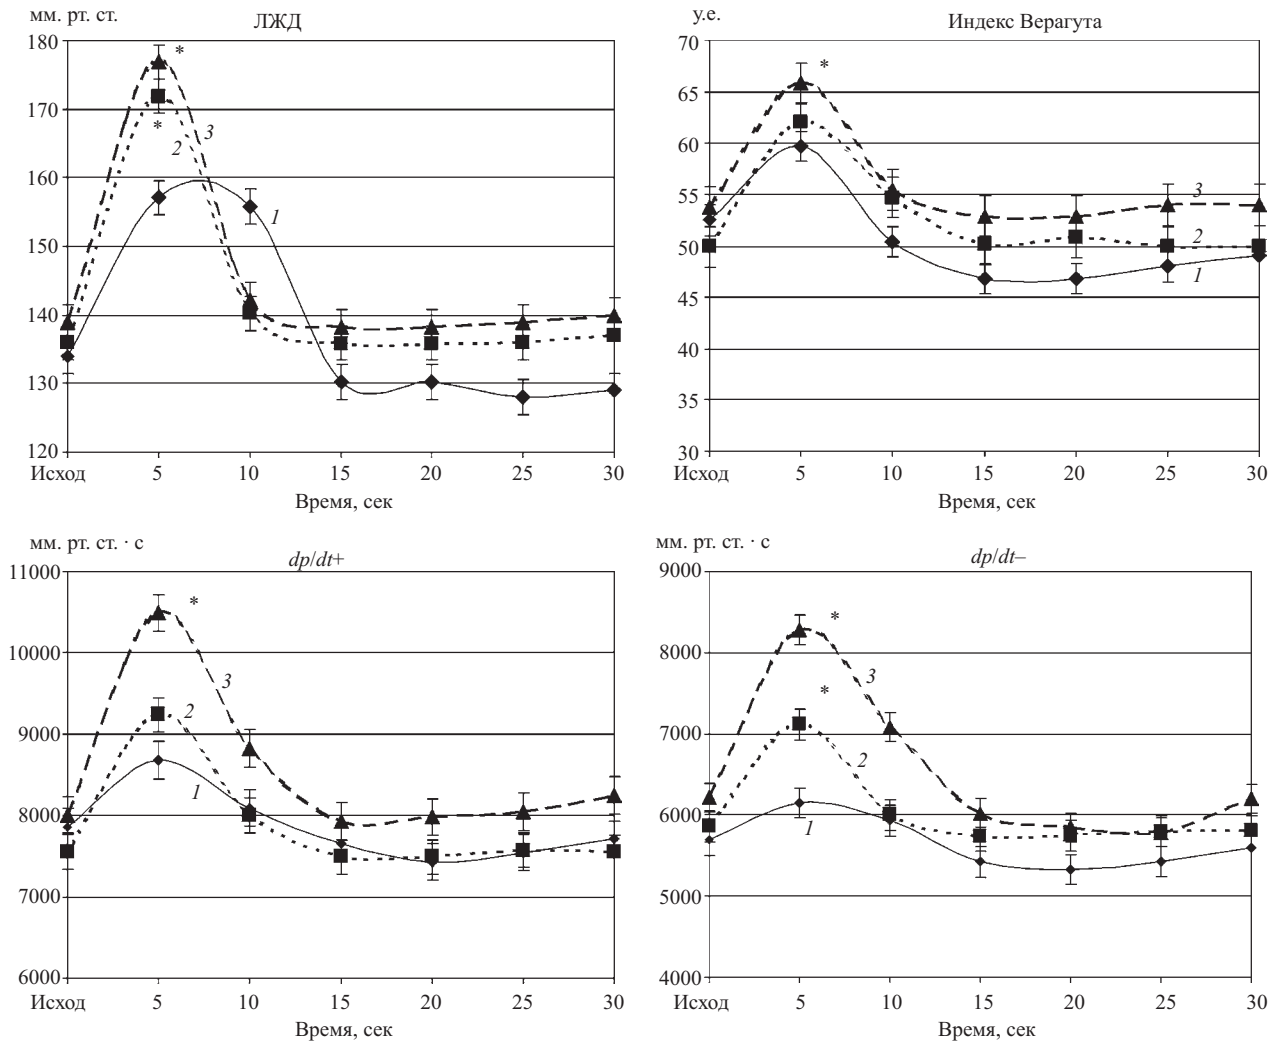 мм. рт. ст.
ЛЖД
180
170
160
150
140
130
120
*
*
3
2
1
Исход 5 10 15 20 25 30
Время, сек
у.е.
Индекс Верагута
70
65
60
55
50
45
40
35
30
*
3
2
1
Исход 5 10 15 20 25 30
Время, сек
мм. рт. ст. · с
dp/dt+
11000
10000
9000
8000
7000
6000
*
3
2
1
Исход 5 10 15 20 25 30
Время, сек
мм. рт. ст. · с
dp/dt–
9000
8000
7000
6000
5000
4000
*
3
*
2
1
Исход 5 10 15 20 25 30
Время, сек